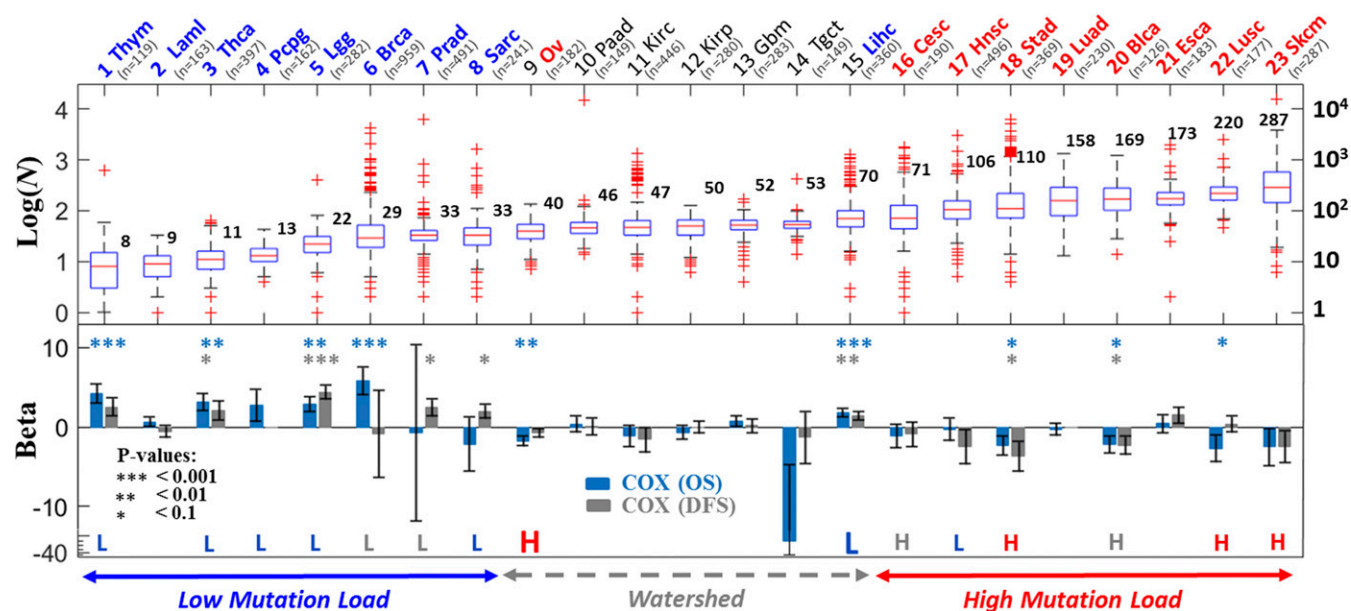 1 Thym (n=119)
2 Laml (n=163)
3 Thca (n=397)
4 Pcpg (n=162)
5 Lgg (n=282)
6 Brca (n=959)
7 Prad (n=491)
8 Sarc (n=241)
9 Ov (n=182)
10 Paad (n=149)
11 Kirc (n=446)
12 Kirp (n=280)
13 Gbm (n=283)
14 Tgct (n=149)
15 Lihc (n=360)
16 Cesc (n=190)
17 Hnsc (n=496)
18 Stad (n=369)
19 Luad (n=230)
20 Blca (n=126)
21 Esca (n=183)
22 Lusc (n=177)
23 Skcm (n=287)
Log(N)
4
3
2
1
0
8 9 11 13 22 29 33 33 40 46 47 50 52 53 70 71 106 110 158 169 173 220 287
10⁴
10³
10²
10
1
Beta
10
0
-10
-40
*** ** ** *** ** *** * * *
* *** * * ** * *
P-values:
*** < 0.001
** < 0.01
* < 0.1
COX (OS)
COX (DFS)
L L L L L L L H L H L H H H H
Low Mutation Load
Watershed
High Mutation Load